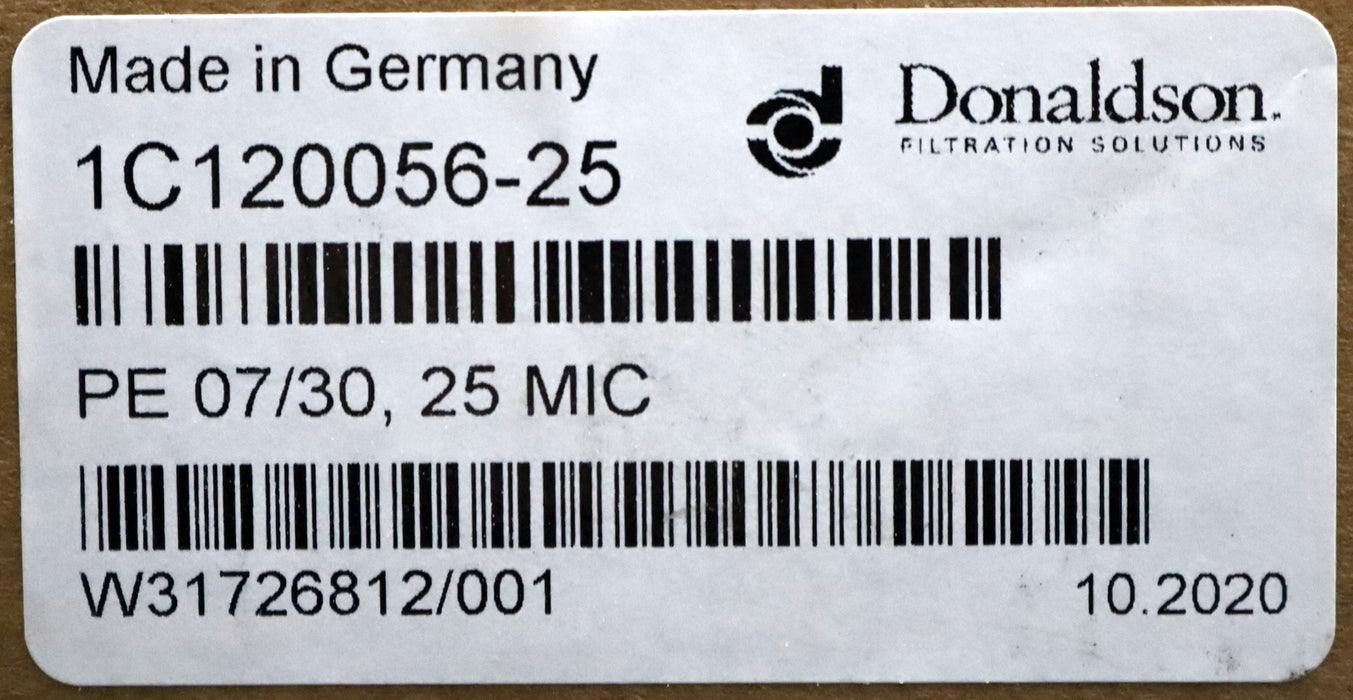 Made in Germany
Donaldson.
FILTRATION SOLUTIONS
1C120056-25
PE 07/30, 25 MIC
W31726812/001
10.2020